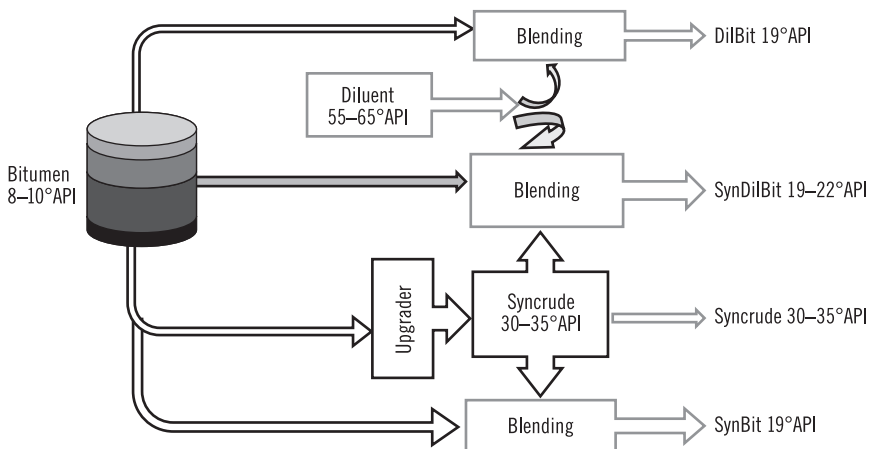 Blending
DilBit 19°API
Diluent
55–65°API
Bitumen
8–10°API
Blending
SynDilBit 19–22°API
Upgrader
Syncrude
30–35°API
Syncrude 30–35°API
Blending
SynBit 19°API